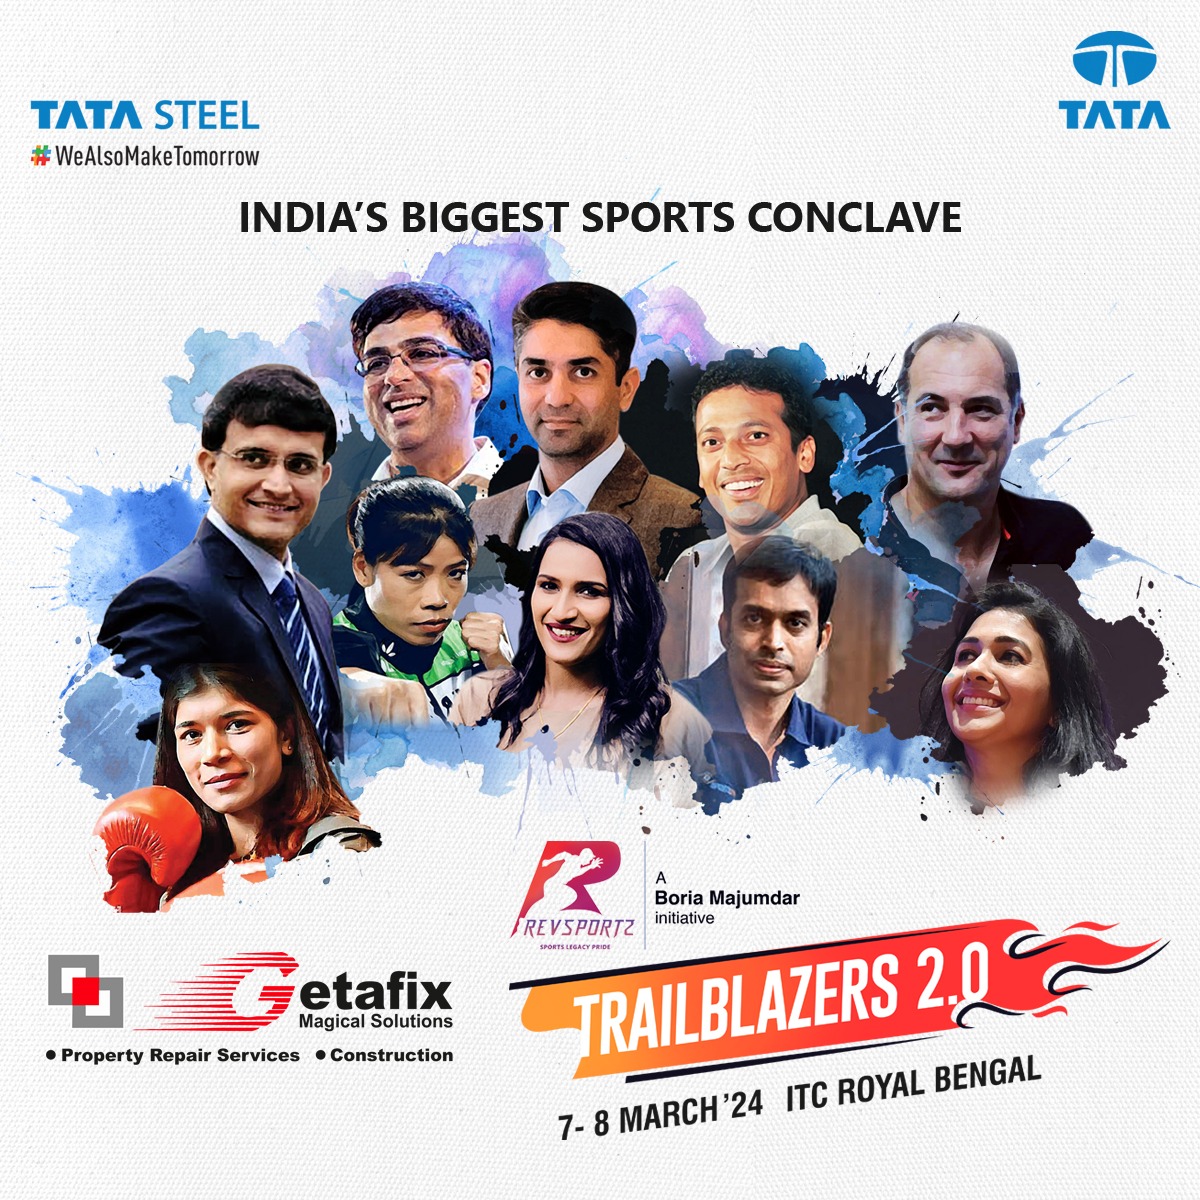 TATA
TATA STEEL
#WeAlsoMakeTomorrow
INDIA’S BIGGEST SPORTS CONCLAVE
REVSPORTZ
SPORTS LEGACY PRIDE
A
Boria Majumdar
initiative
Getafix
Magical Solutions
• Property Repair Services • Construction
TRAILBLAZERS 2.0
7- 8 MARCH ’24 ITC ROYAL BENGAL